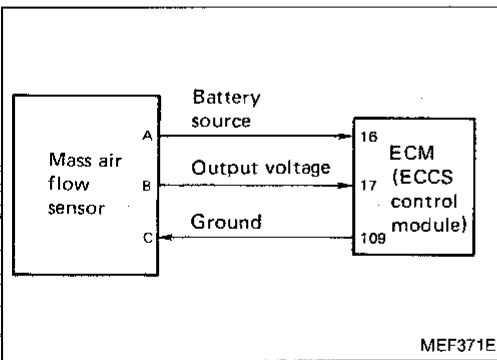 Battery
source
A
16
Mass air
flow
sensor
Output voltage
B
17
ECM
(ECCS
control
module)
Ground
C
109
MEF371E